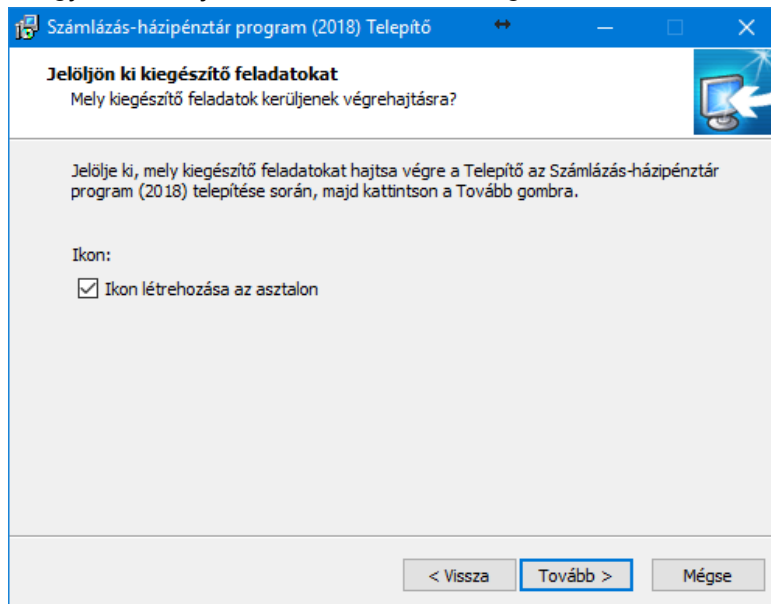 Számlázás-házipénztár program (2018) Telepítő
Jelöljön ki kiegészítő feladatokat
Mely kiegészítő feladatok kerüljenek végrehajtásra?
Jelölje ki, mely kiegészítő feladatokat hajtsa végre a Telepítő az Számlázás-házipénztár
program (2018) telepítése során, majd kattintson a Tovább gombra.
Ikon:
Ikon létrehozása az asztalon
< Vissza
Tovább >
Mégse